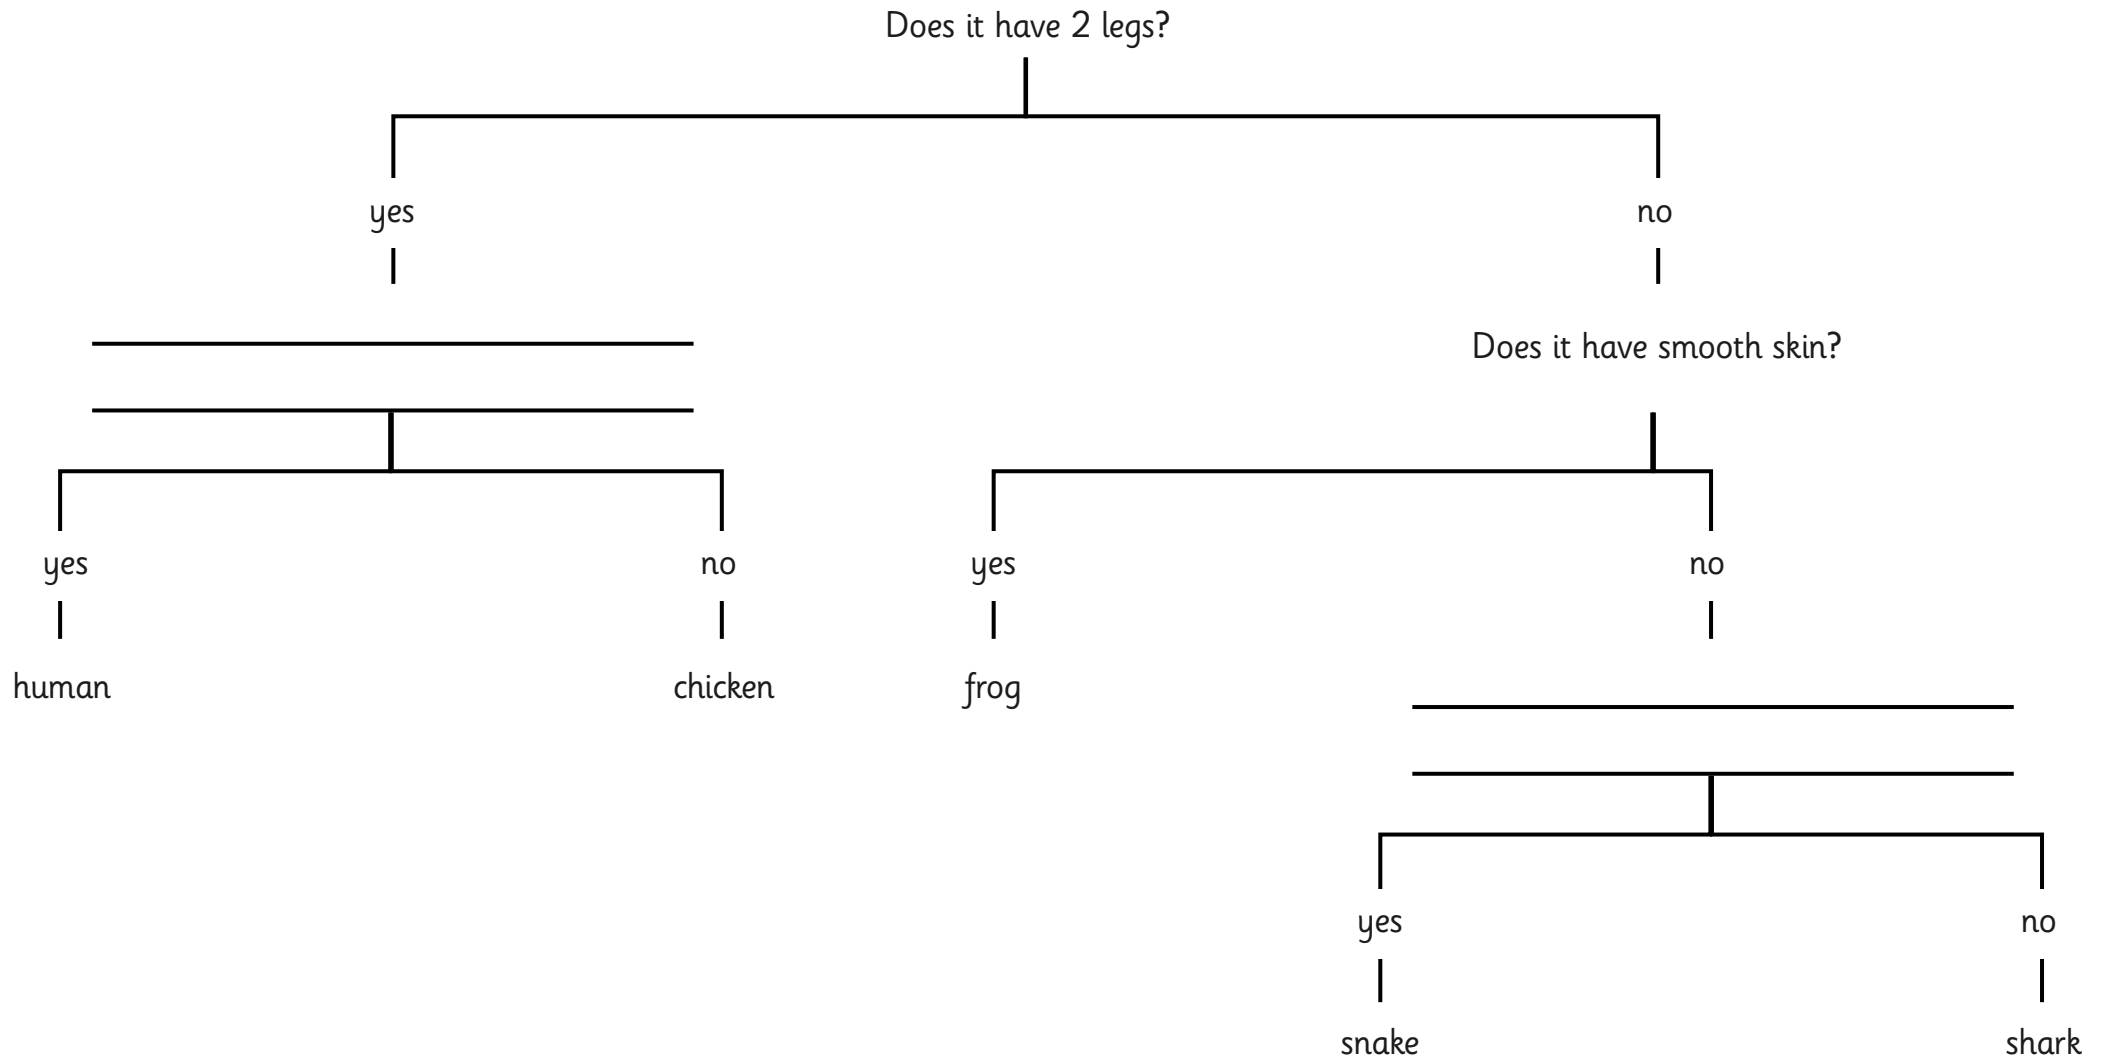 Does it have 2 legs?
yes
no
Does it have smooth skin?
yes
no
yes
no
human
chicken
frog
yes
no
snake
shark